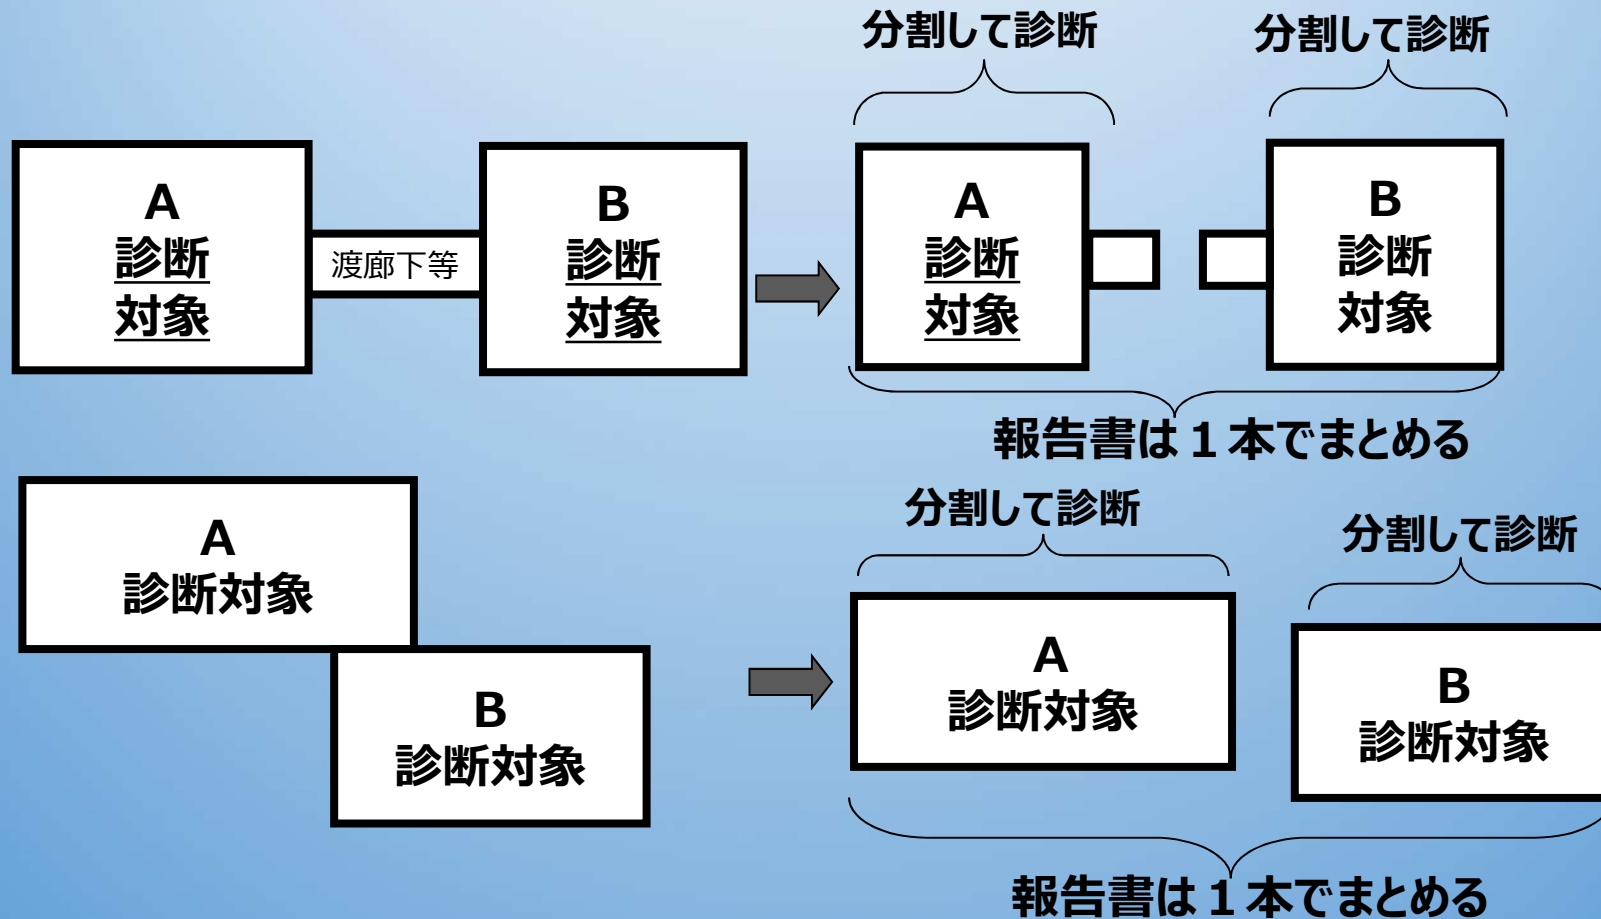 分割して診断
分割して診断
A
診断
対象
渡廊下等
B
診断
対象
A
診断
対象
B
診断
対象
報告書は１本でまとめる
A
診断対象
B
診断対象
分割して診断
分割して診断
A
診断対象
B
診断対象
報告書は１本でまとめる